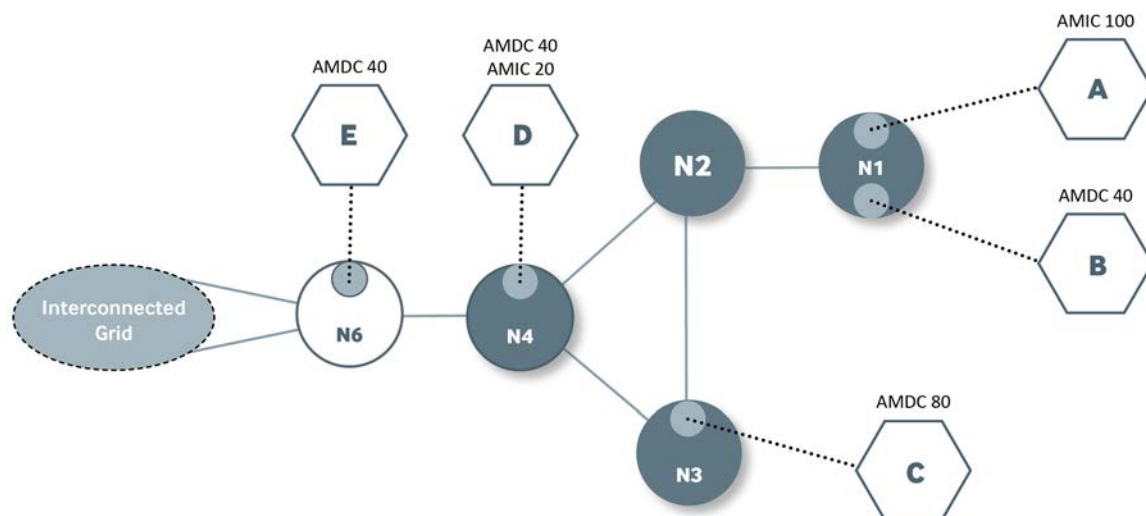 AMIC 100
A
AMDC 40
AMIC 20
AMDC 40
E
D
N2
N1
AMDC 40
B
Interconnected
Grid
N6
N4
AMDC 80
N3
C